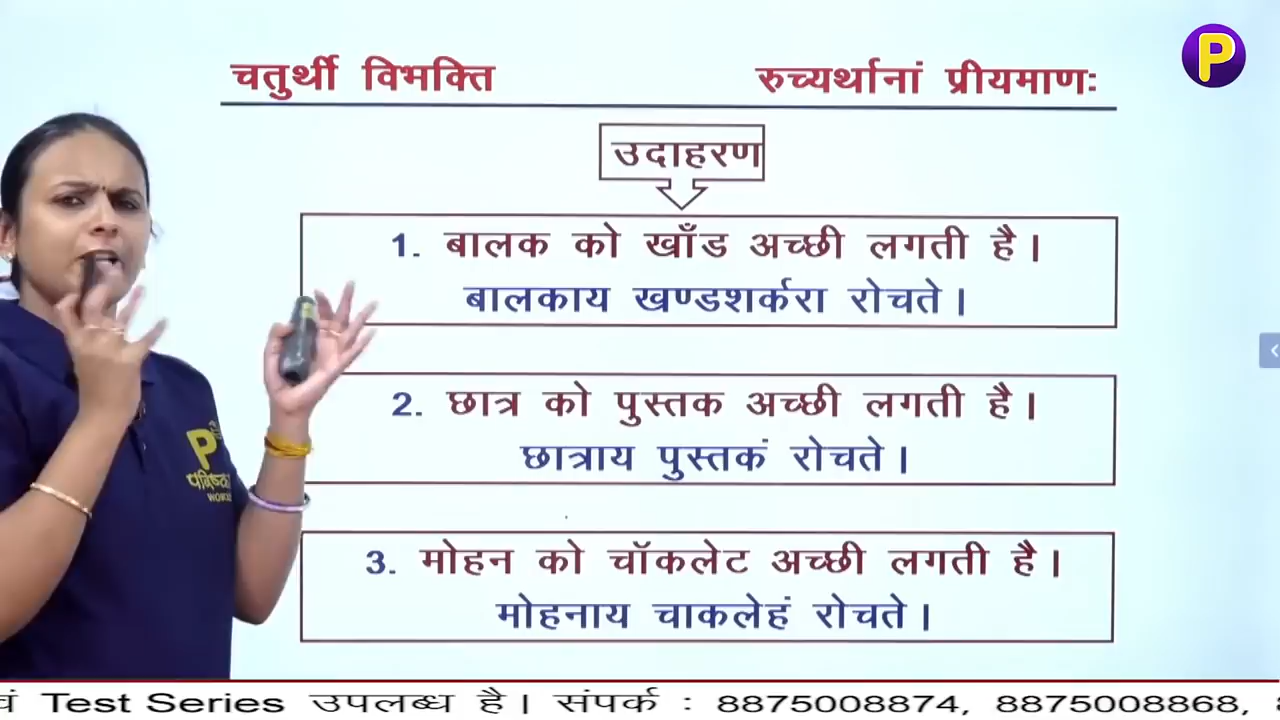 चतुर्थी विभक्ति रुच्यर्थानां प्रीयमाणः
P
उदाहरण
1. बालक को खाँड अच्छी लगती है।
बालकाय खण्डशर्करा रोचते।
2. छात्र को पुस्तक अच्छी लगती है।
छात्राय पुस्तकं रोचते।
3. मोहन को चॉकलेट अच्छी लगती है।
मोहनाय चाकलेहं रोचते।
P
Test Series उपलब्ध है। संपर्क : 8875008874, 8875008868,